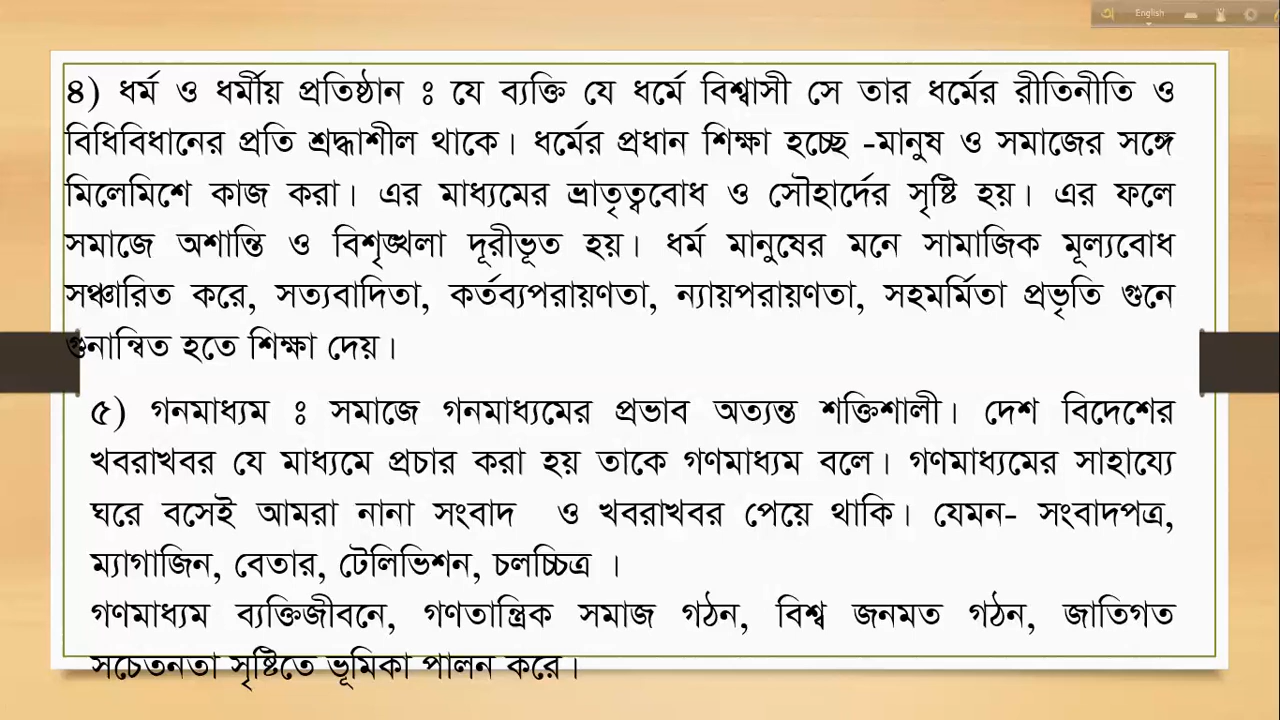 English
৪) ধর্ম ও ধর্মীয় প্রতিষ্ঠান ঃ যে ব্যক্তি যে ধর্মে বিশ্বাসী সে তার ধর্মের রীতিনীতি ও
বিধিবিধানের প্রতি শ্রদ্ধাশীল থাকে। ধর্মের প্রধান শিক্ষা হচ্ছে -মানুষ ও সমাজের সঙ্গে
মিলেমিশে কাজ করা। এর মাধ্যমের ভ্রাতৃত্ববোধ ও সৌহার্দের সৃষ্টি হয়। এর ফলে
সমাজে অশান্তি ও বিশৃঙ্খলা দূরীভূত হয়। ধর্ম মানুষের মনে সামাজিক মূল্যবোধ
সঞ্চারিত করে, সত্যবাদিতা, কর্তব্যপরায়ণতা, ন্যায়পরায়ণতা, সহমর্মিতা প্রভৃতি গুনে
গুনান্বিত হতে শিক্ষা দেয়।
৫) গনমাধ্যম ঃ সমাজে গনমাধ্যমের প্রভাব অত্যন্ত শক্তিশালী। দেশ বিদেশের
খবরাখবর যে মাধ্যমে প্রচার করা হয় তাকে গণমাধ্যম বলে। গণমাধ্যমের সাহায্যে
ঘরে বসেই আমরা নানা সংবাদ ও খবরাখবর পেয়ে থাকি। যেমন- সংবাদপত্র,
ম্যাগাজিন, বেতার, টেলিভিশন, চলচ্চিত্র ।
গণমাধ্যম ব্যক্তিজীবনে, গণতান্ত্রিক সমাজ গঠন, বিশ্ব জনমত গঠন, জাতিগত
সচেতনতা সৃষ্টিতে ভূমিকা পালন করে।